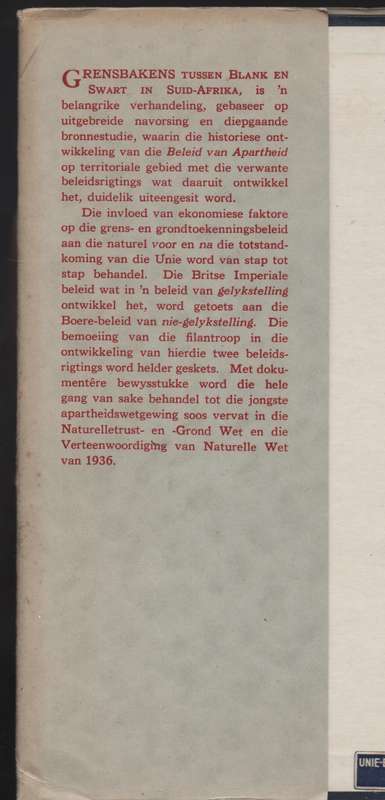 GRENSBAKENS TUSSEN BLANK EN
SWART IN SUID-AFRIKA, is 'n
belangrike verhandeling, gebaseer op
uitgebreide navorsing en diepgaande
bronnestudie, waarin die historiese ont-
wikkeling van die Beleid van Apartheid
op territoriale gebied met die verwante
beleidsrigtings wat daaruit ontwikkel
het, duidelik uiteengesit word.
Die invloed van ekonomiese faktore
op die grens- en grondtoekenningsbeleid
aan die naturel voor en na die totstand-
koming van die Unie word van stap tot
stap behandel. Die Britse Imperiale
beleid wat in 'n beleid van gelykstelling
ontwikkel het, word getoets aan die
Boere-beleid van nie-gelykstelling. Die
bemoeiing van die filantroop in die
ontwikkeling van hierdie twee beleids-
rigtings word helder geskets. Met doku-
mentêre bewysstukke word die hele
gang van sake behandel tot die jongste
apartheidswetgewing soos vervat in die
Naturelletrust- en -Grond Wet en die
Verteenwoordiging van Naturelle Wet
van 1936.
UNIE-